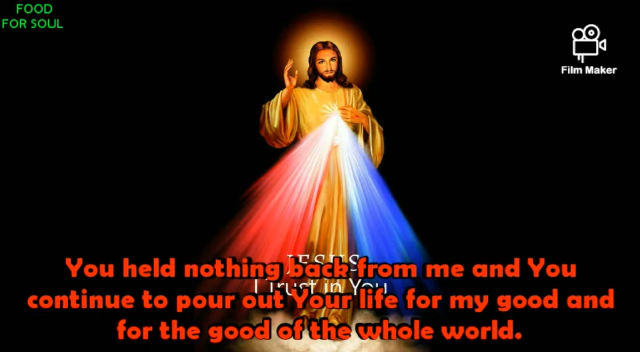 FOOD
FOR SOUL
Film Maker
JESUS
I trust in You
You held nothing back from me and You
continue to pour out Your life for my good and
for the good of the whole world.